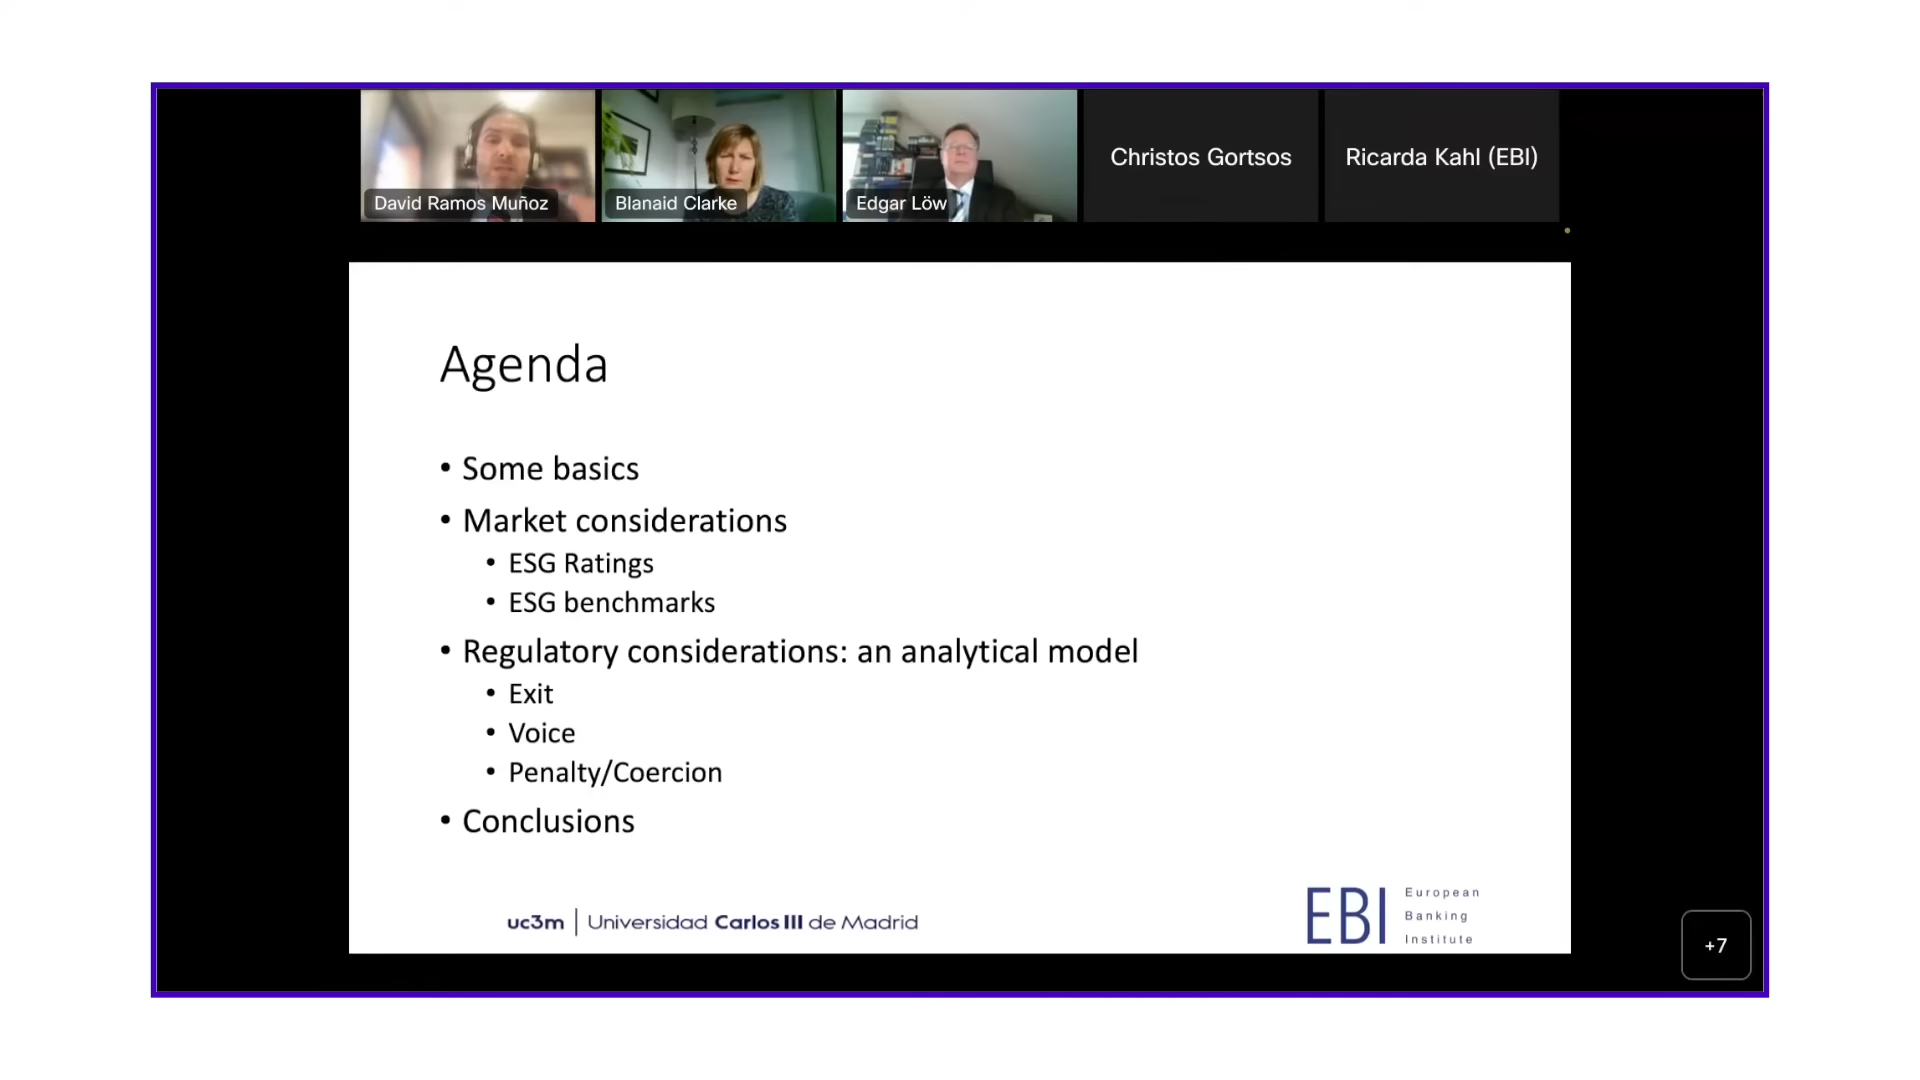 David Ramos Muñoz
Blanaid Clarke
Edgar Löw
Christos Gortsos
Ricarda Kahl (EBI)
Agenda
• Some basics
• Market considerations
• ESG Ratings
• ESG benchmarks
• Regulatory considerations: an analytical model
• Exit
• Voice
• Penalty/Coercion
• Conclusions
uc3m | Universidad Carlos III de Madrid
EBI
European
Banking
Institute
+7